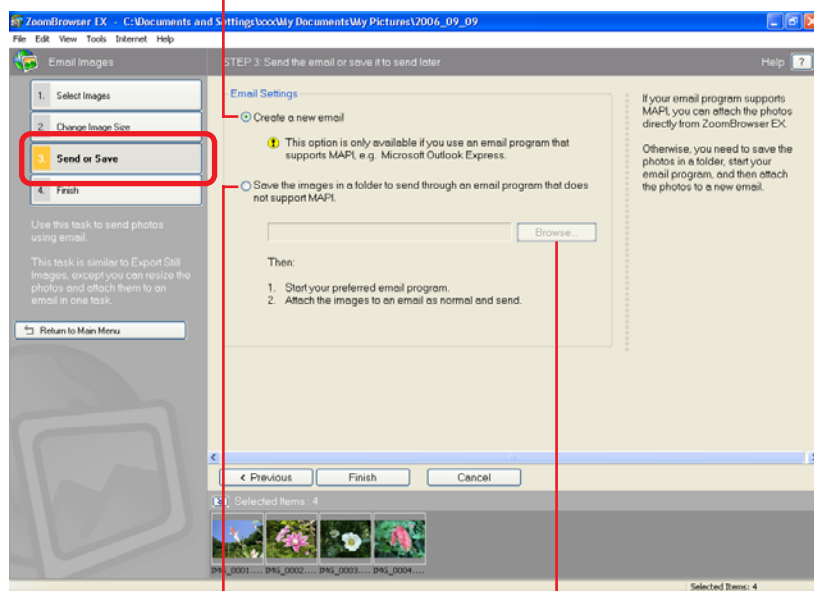 ZoomBrowser EX - C:\Documents and Settings\xxx\My Documents\My Pictures\2006_09_09
File Edit View Tools Internet Help
Email Images
STEP 3: Send the email or save it to send later
Help ?
1. Select Images
2. Change Image Size
3. Send or Save
4. Finish
Use this task to send photos
using email.
This task is similar to Export Still
Images, except you can resize the
photos and attach them to an
email in one task.
Return to Main Menu
Email Settings
Create a new email
This option is only available if you use an email program that
supports MAPI, e.g. Microsoft Outlook Express.
Save the images in a folder to send through an email program that does
not support MAPI.
Browse...
Then:
1. Start your preferred email program.
2. Attach the images to an email as normal and send.
If your email program supports
MAPI, you can attach the photos
directly from ZoomBrowser EX.
Otherwise, you need to save the
photos in a folder, start your
email program, and then attach
the photos to a new email.
< Previous
Finish
Cancel
Selected Items : 4
IMG_0001.... IMG_0002.... IMG_0003.... IMG_0004....
Selected Items: 4